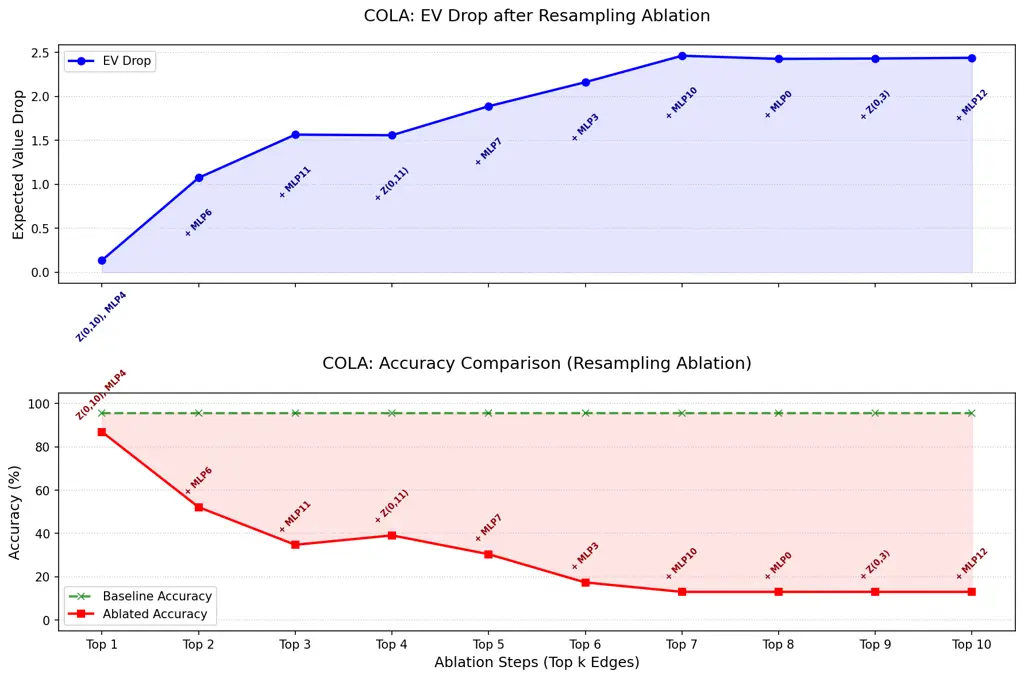 COLA: EV Drop after Resampling Ablation
EV Drop
Expected Value Drop
2.5
2.0
1.5
1.0
0.5
0.0
Z(0,10), MLP4
+ MLP6
+ MLP11
+ Z(0,11)
+ MLP7
+ MLP3
+ MLP10
+ MLP0
+ Z(0,3)
+ MLP12
COLA: Accuracy Comparison (Resampling Ablation)
Accuracy (%)
100
80
60
40
20
0
Z(0,10), MLP4
+ MLP6
+ MLP11
+ Z(0,11)
+ MLP7
+ MLP3
+ MLP10
+ MLP0
+ Z(0,3)
+ MLP12
Baseline Accuracy
Ablated Accuracy
Top 1 Top 2 Top 3 Top 4 Top 5 Top 6 Top 7 Top 8 Top 9 Top 10
Ablation Steps (Top k Edges)